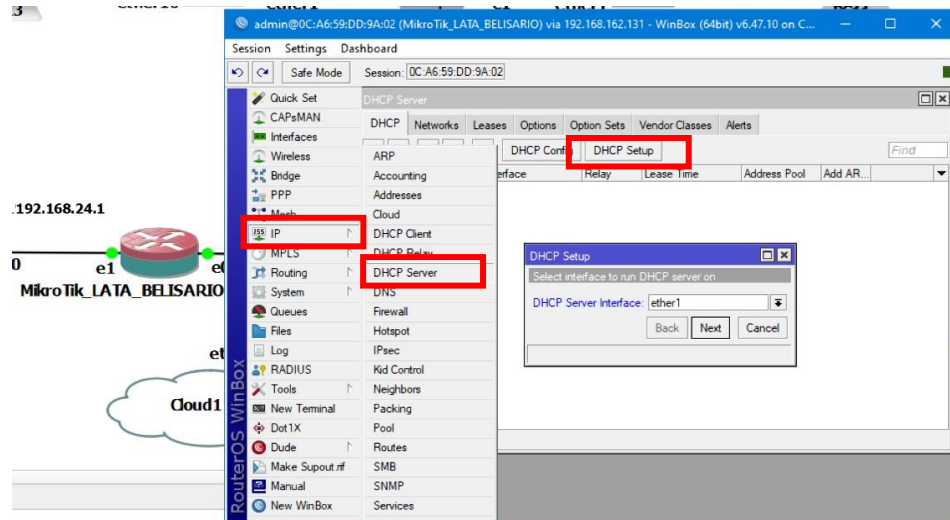 admin@0C:A6:59:DD:9A:02 (MikroTik_LATA_BELISARIO) via 192.168.162.131 - WinBox (64bit) v6.47.10 on C...
Session Settings Dashboard
Safe Mode Session: 0C:A6:59:DD:9A:02
Quick Set
CAPsMAN
Interfaces
Wireless
Bridge
PPP
Mesh
IP
MPLS
Routing
System
Queues
Files
Log
RADIUS
Tools
New Terminal
Dot1X
Dude
Make Supout.rif
Manual
New WinBox
RouterOS WinBox
DHCP Server
DHCP Networks Leases Options Option Sets Vendor Classes Alerts
DHCP Config DHCP Setup Find
Relay Lease Time Address Pool Add AR...
ARP
Accounting
Addresses
Cloud
DHCP Client
DHCP Relay
DHCP Server
DNS
Firewall
Hotspot
IPsec
Kid Control
Neighbors
Packing
Pool
Routes
SMB
SNMP
Services
DHCP Setup
Select interface to run DHCP server on
DHCP Server Interface: ether1
Back Next Cancel
192.168.24.1
e1
MikroTik_LATA_BELISARIO
Cloud1